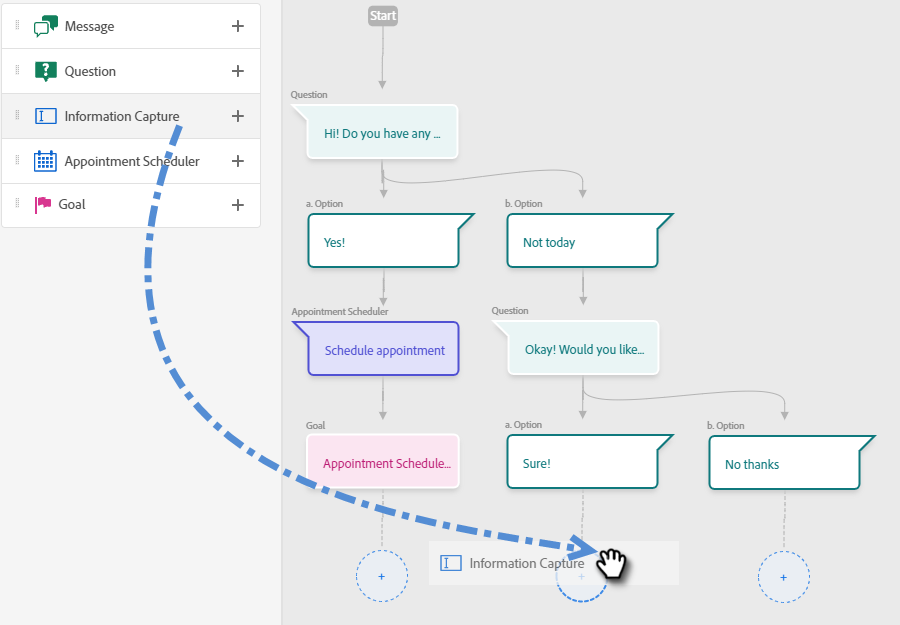 Message
Question
Information Capture
Appointment Scheduler
Goal
Start
Question
Hi! Do you have any ...
a. Option
Yes!
b. Option
Not today
Appointment Scheduler
Schedule appointment
Question
Okay! Would you like...
Goal
Appointment Schedule...
a. Option
Sure!
b. Option
No thanks
Information Capture